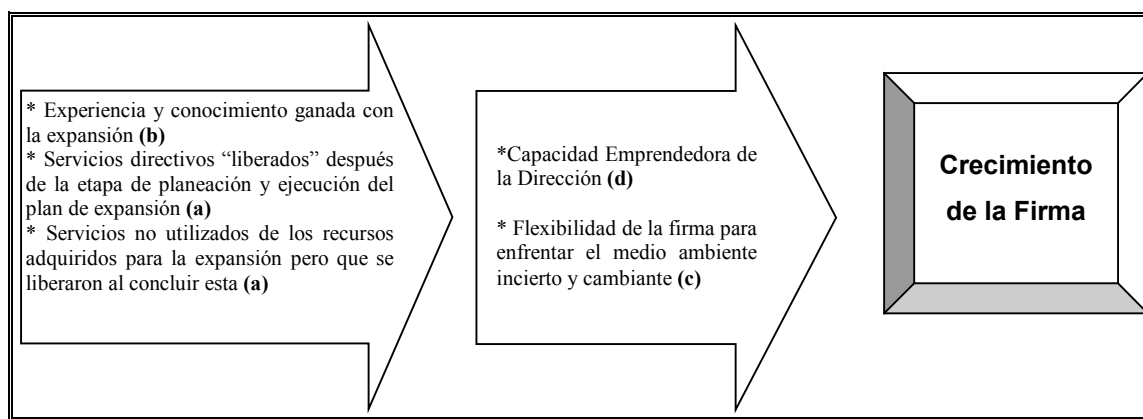 * Experiencia y conocimiento ganada con
la expansión (b)
* Servicios directivos “liberados” después
de la etapa de planeación y ejecución del
plan de expansión (a)
* Servicios no utilizados de los recursos
adquiridos para la expansión pero que se
liberaron al concluir esta (a)
*Capacidad Emprendedora de
la Dirección (d)
* Flexibilidad de la firma para
enfrentar el medio ambiente
incierto y cambiante (c)
Crecimiento
de la Firma